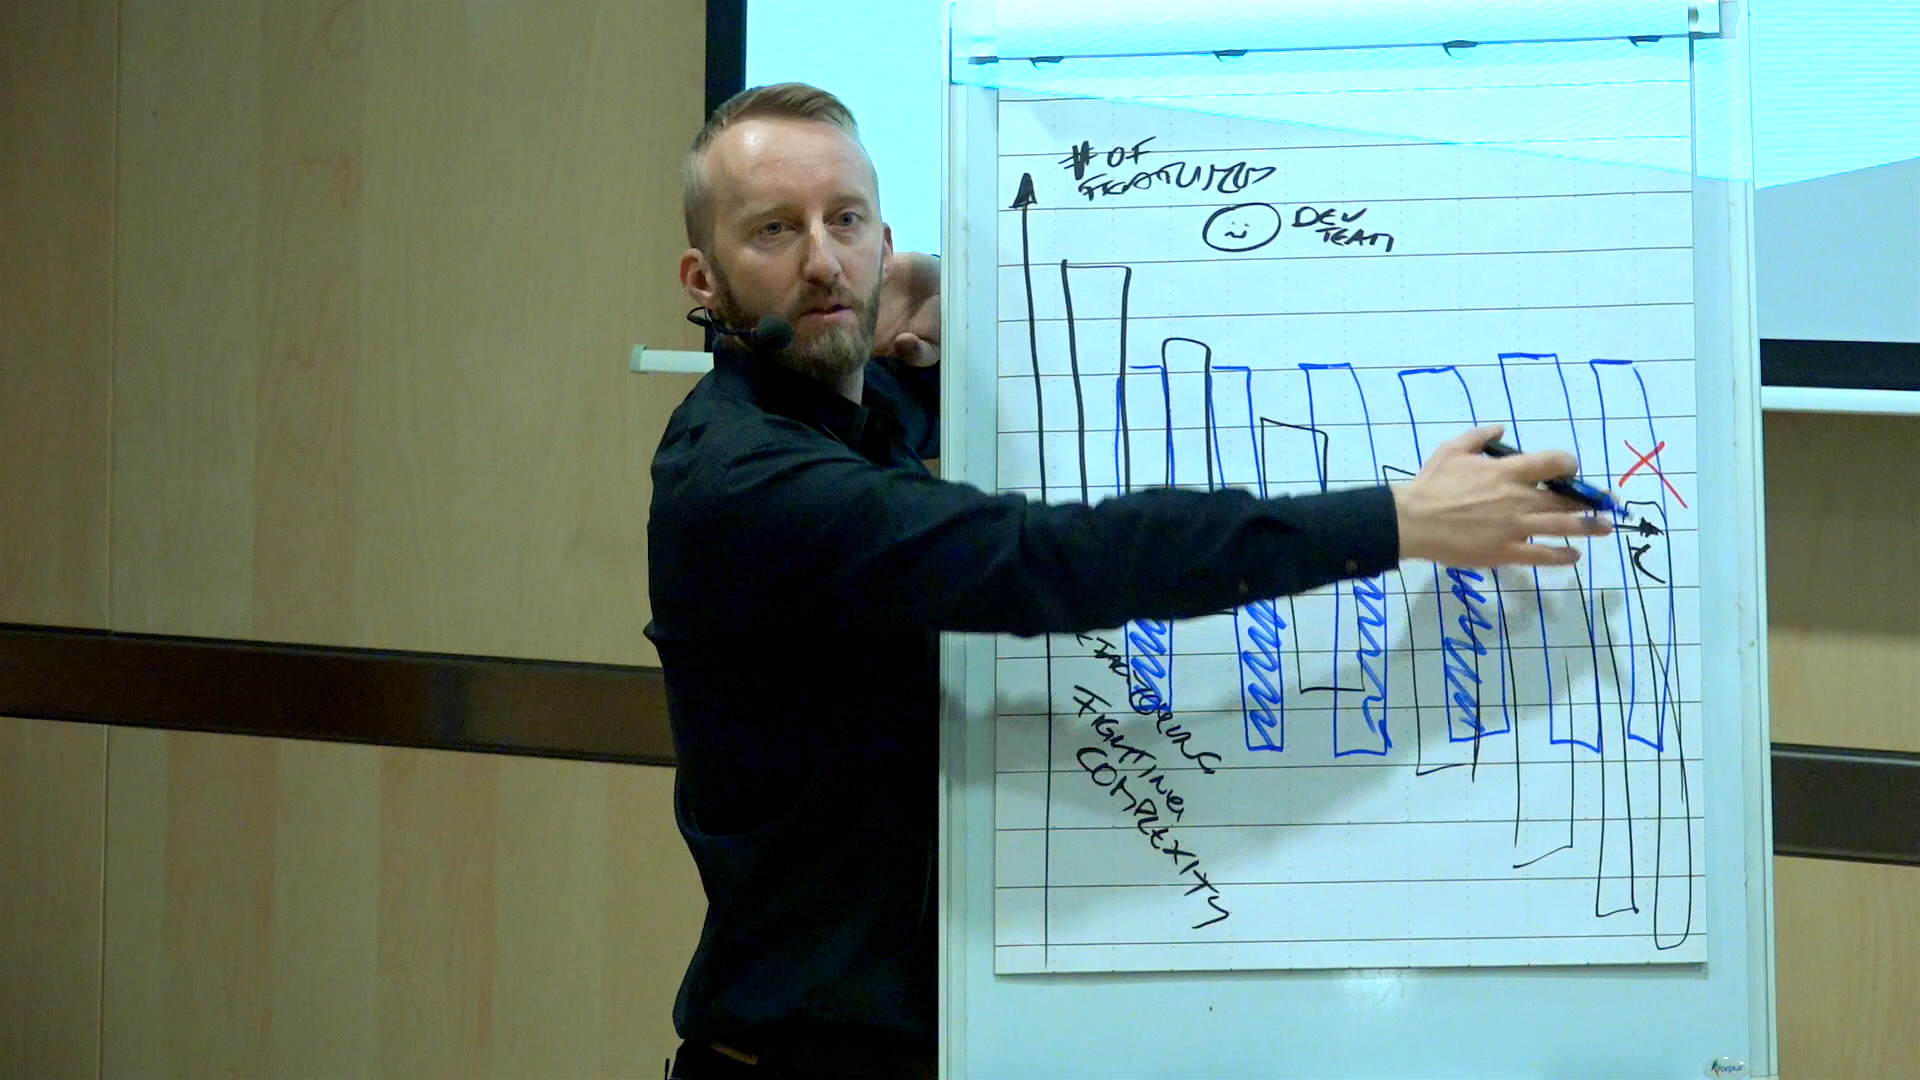 # OF
FEATURES
DEV
TEAM
FIGHTING
COMPLEXITY